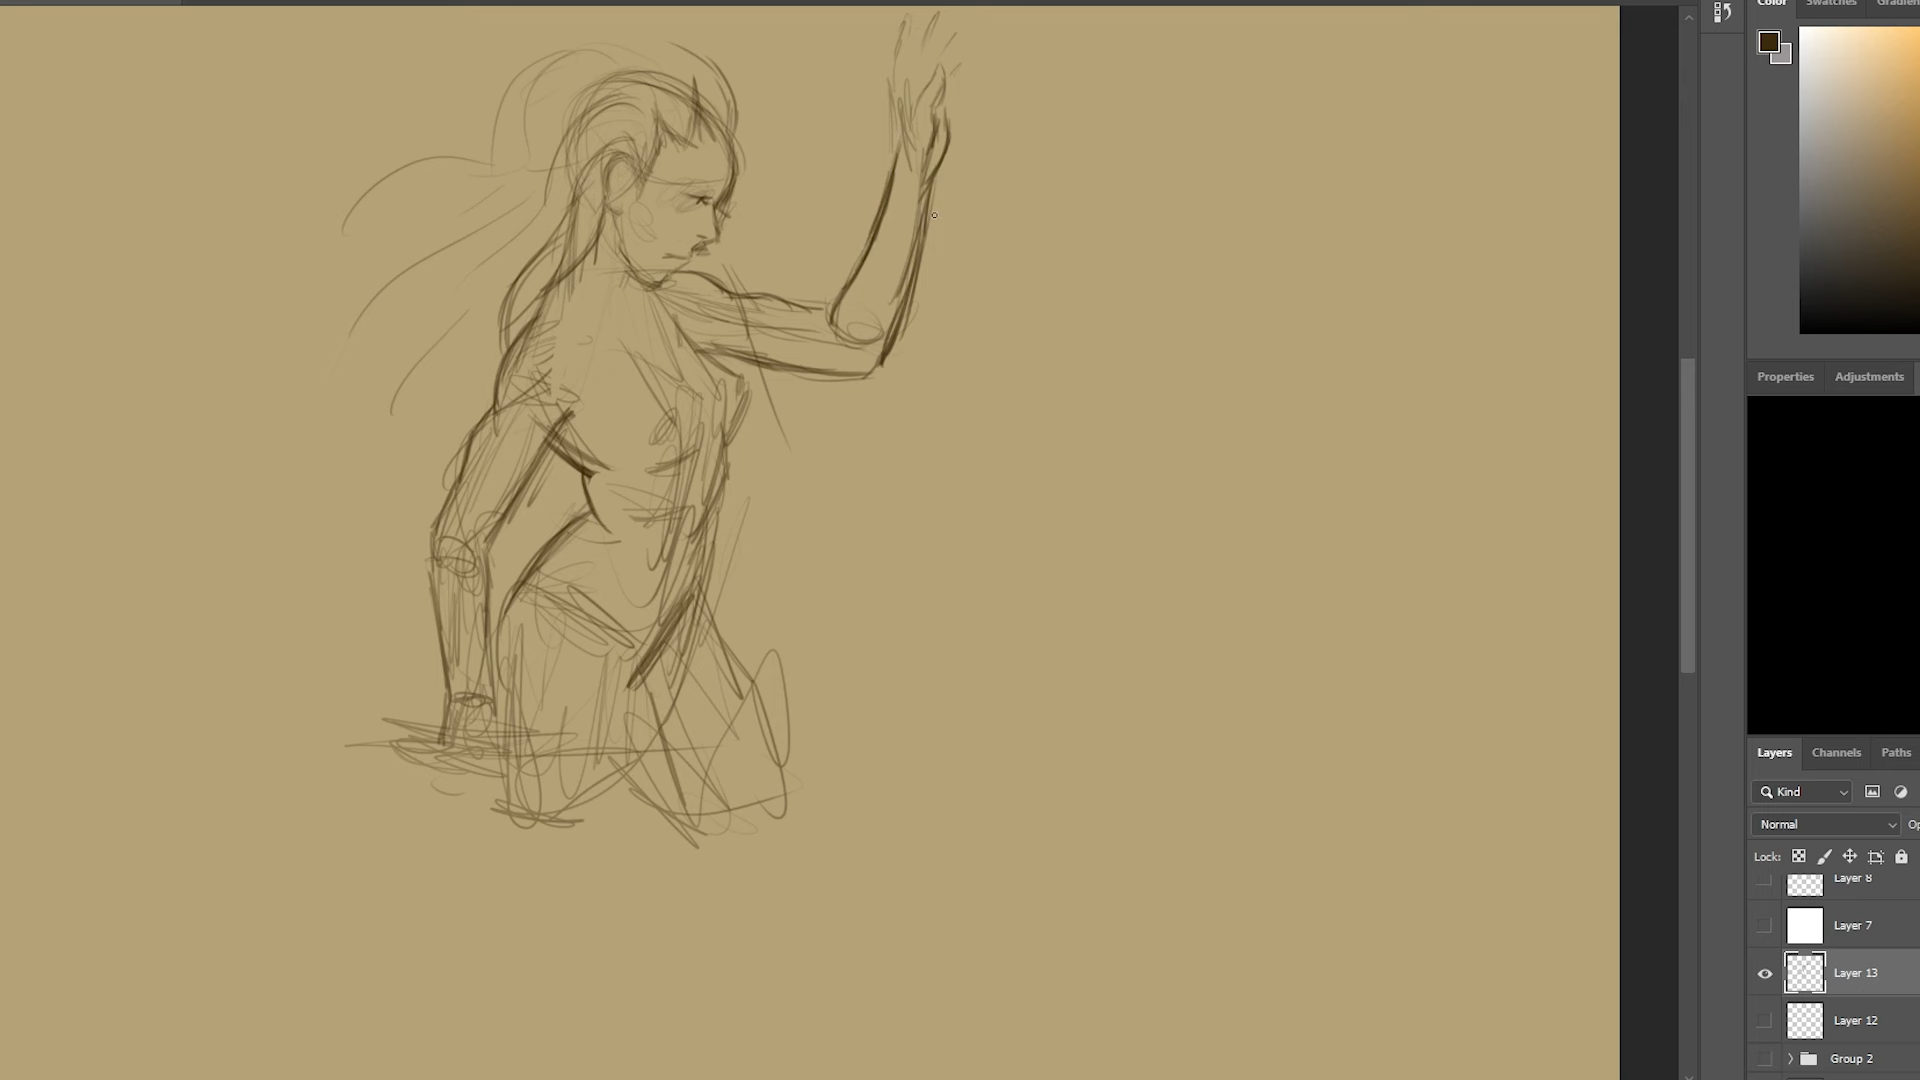 Color Swatches
Properties Adjustments
Layers Channels Paths
Kind
Normal
Lock:
Layer 8
Layer 7
Layer 13
Layer 12
Group 2